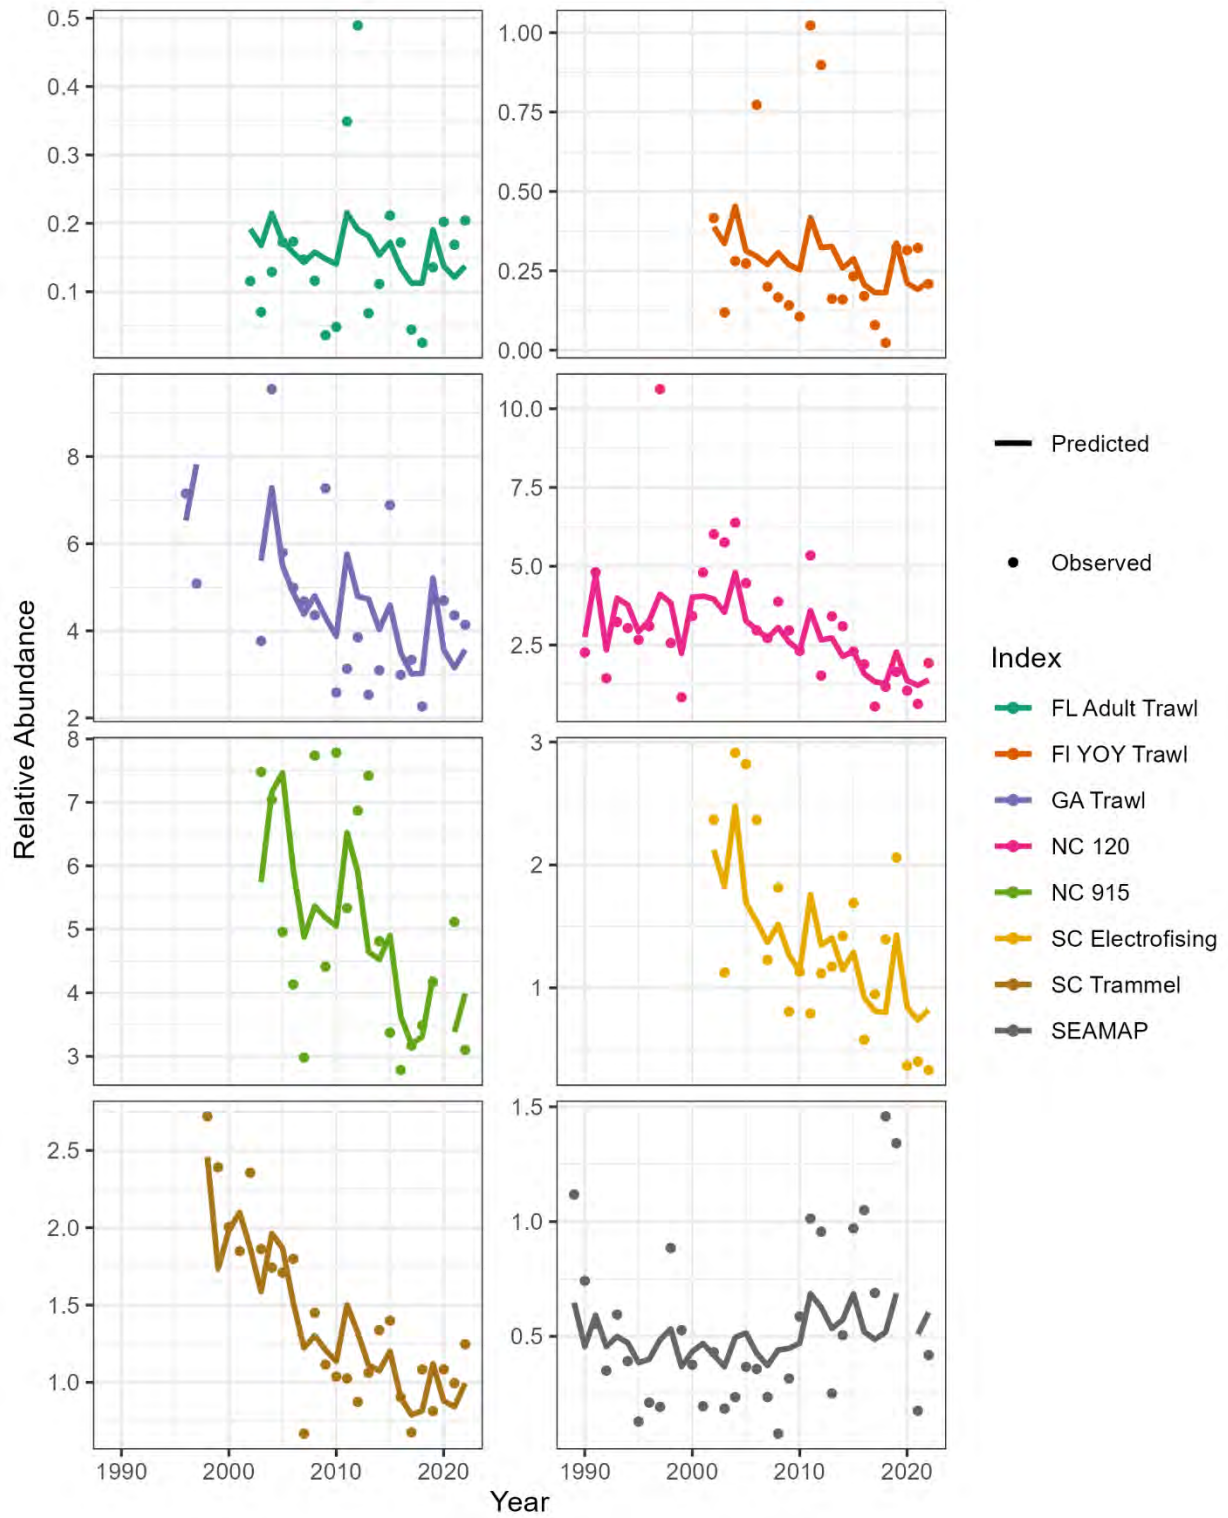 0.5
0.4
0.3
0.2
0.1
1.00
0.75
0.50
0.25
0.00
8
6
4
2
10.0
7.5
5.0
2.5
8
7
6
5
4
3
3
2
1
2.5
2.0
1.5
1.0
1.5
1.0
0.5
1990 2000 2010 2020
1990 2000 2010 2020
Relative Abundance
Year
Predicted
Observed
Index
FL Adult Trawl
Fl YOY Trawl
GA Trawl
NC 120
NC 915
SC Electrofising
SC Trammel
SEAMAP